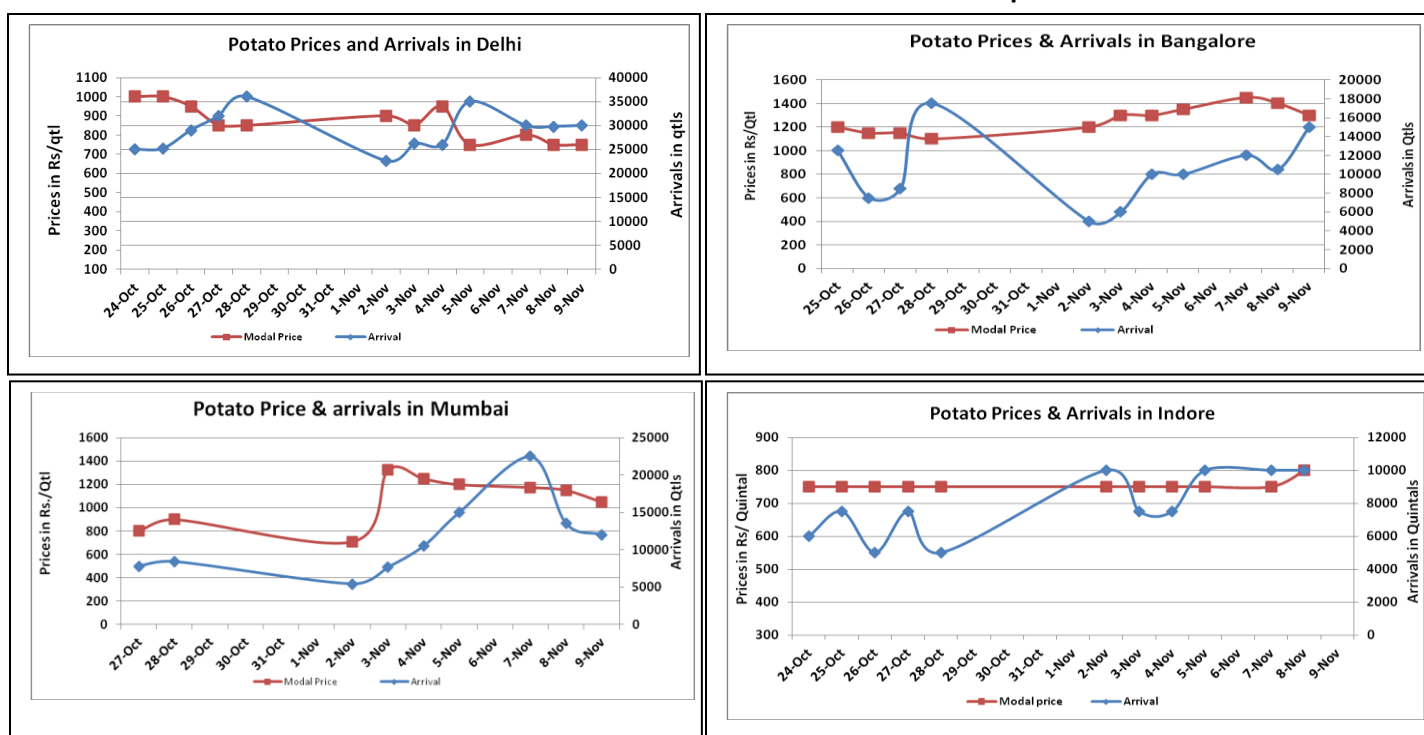 Potato Prices and Arrivals in Delhi
Prices in Rs/qtl
1100
1000
900
800
700
600
500
400
300
200
100
40000
35000
30000
25000
20000
15000
10000
5000
0
Arrivals in qtls
24-Oct
25-Oct
26-Oct
27-Oct
28-Oct
29-Oct
30-Oct
31-Oct
1-Nov
2-Nov
3-Nov
4-Nov
5-Nov
6-Nov
7-Nov
8-Nov
9-Nov
Modal Price Arrival
Potato Prices & Arrivals in Bangalore
Prices in Rs/Qtl
1600
1400
1200
1000
800
600
400
200
0
20000
18000
16000
14000
12000
10000
8000
6000
4000
2000
0
Arrivals in Qtls
25-Oct
26-Oct
27-Oct
28-Oct
29-Oct
30-Oct
31-Oct
1-Nov
2-Nov
3-Nov
4-Nov
5-Nov
6-Nov
7-Nov
8-Nov
9-Nov
Modal Price Arrival
Potato Price & arrivals in Mumbai
Prices in Rs./Qtl
1600
1400
1200
1000
800
600
400
200
0
25000
20000
15000
10000
5000
0
Arrivals in Qtls
27-Oct
28-Oct
29-Oct
30-Oct
31-Oct
1-Nov
2-Nov
3-Nov
4-Nov
5-Nov
6-Nov
7-Nov
8-Nov
9-Nov
Modal Price Arrival
Potato Prices & Arrivals in Indore
Prices in Rs/ Quintal
900
800
700
600
500
400
300
12000
10000
8000
6000
4000
2000
0
Arrivals in Quintals
24-Oct
25-Oct
26-Oct
27-Oct
28-Oct
29-Oct
30-Oct
31-Oct
1-Nov
2-Nov
3-Nov
4-Nov
5-Nov
6-Nov
7-Nov
8-Nov
9-Nov
Modal price Arrival